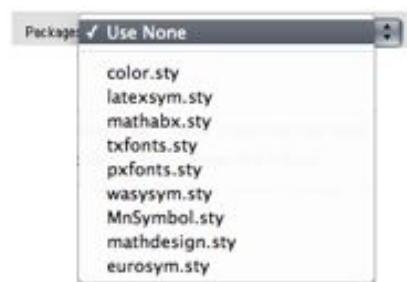 Package: ✓ Use None
color.sty
latexsym.sty
mathabx.sty
txfonts.sty
pxfonts.sty
wasysym.sty
MnSymbol.sty
mathdesign.sty
eurosym.sty